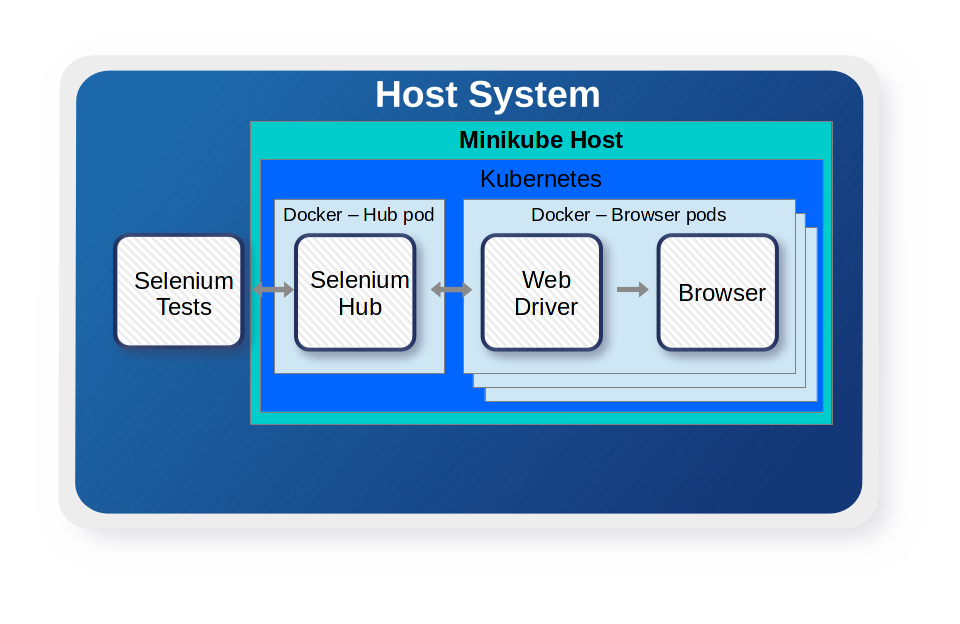 Host System
Minikube Host
Kubernetes
Docker – Hub pod
Docker – Browser pods
Selenium
Tests
Selenium
Hub
Web
Driver
Browser